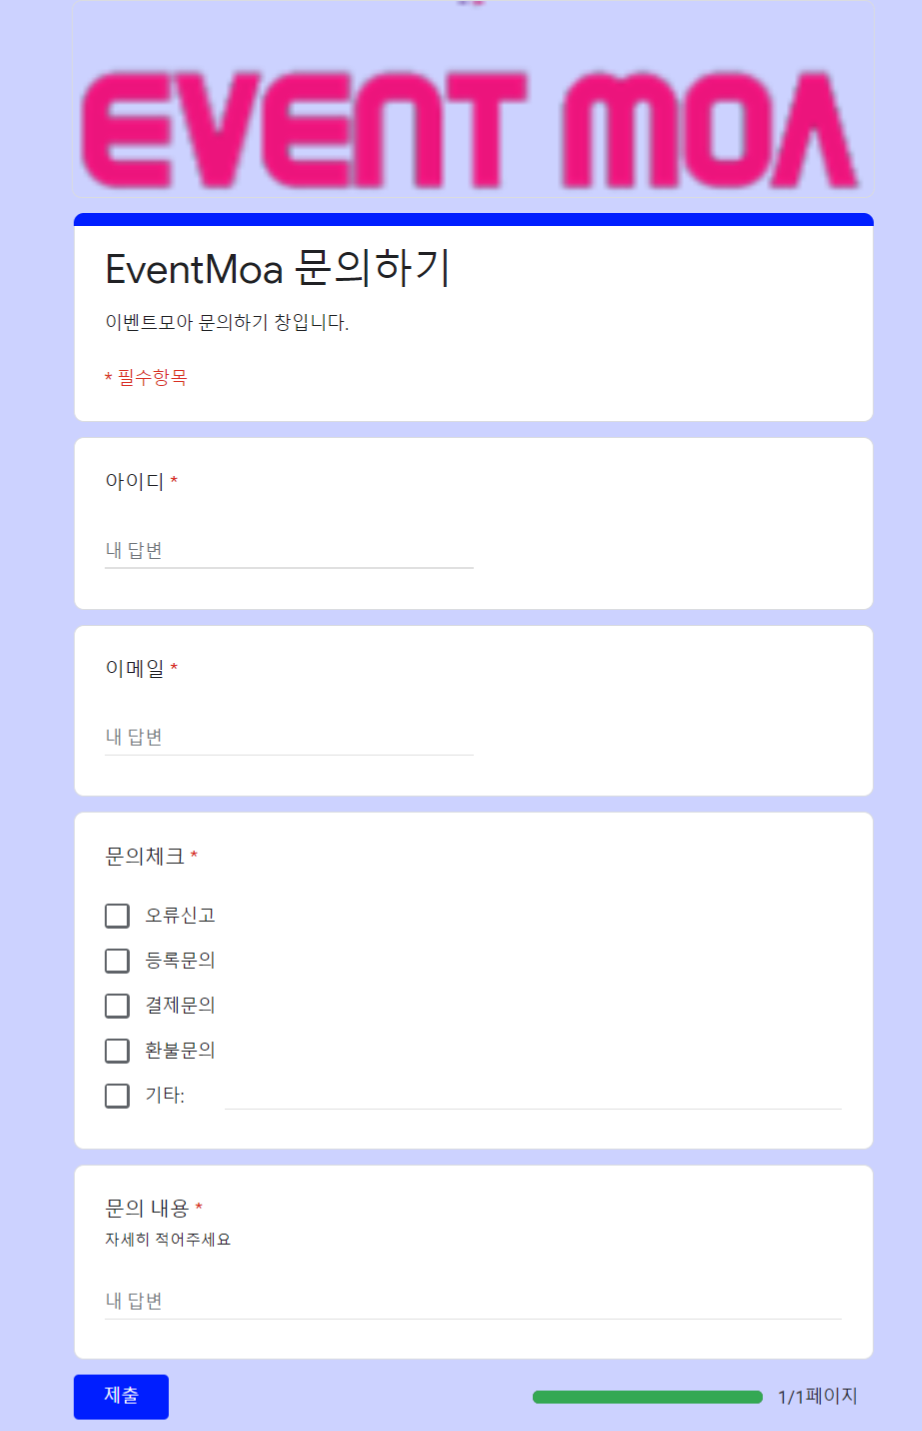 EVENT MOA
EventMoa 문의하기
이벤트모아 문의하기 창입니다.
* 필수항목
아이디 *
내 답변
이메일 *
내 답변
문의체크 *
오류신고
등록문의
결제문의
환불문의
기타:
문의 내용 *
자세히 적어주세요
내 답변
제출
1/1페이지